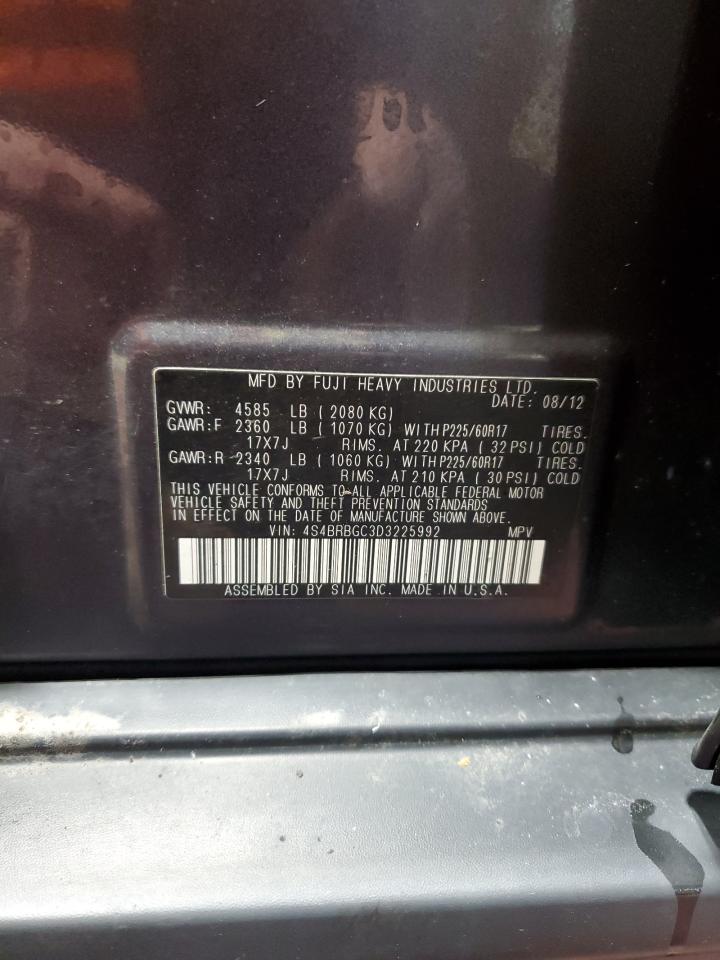 MFD BY FUJI HEAVY INDUSTRIES LTD.
DATE: 08/12
GVWR: 4585 LB ( 2080 KG)
GAWR:F 2360 LB ( 1070 KG) WITH P225/60R17 TIRES.
17X7J RIMS. AT 220 KPA ( 32 PSI) COLD
GAWR:R 2340 LB ( 1060 KG) WITH P225/60R17 TIRES.
17X7J RIMS. AT 210 KPA ( 30 PSI) COLD
THIS VEHICLE CONFORMS TO ALL APPLICABLE FEDERAL MOTOR
VEHICLE SAFETY AND THEFT PREVENTION STANDARDS
IN EFFECT ON THE DATE OF MANUFACTURE SHOWN ABOVE.
VIN: 4S4BRBGC3D3225992 MPV
ASSEMBLED BY SIA INC. MADE IN U.S.A.